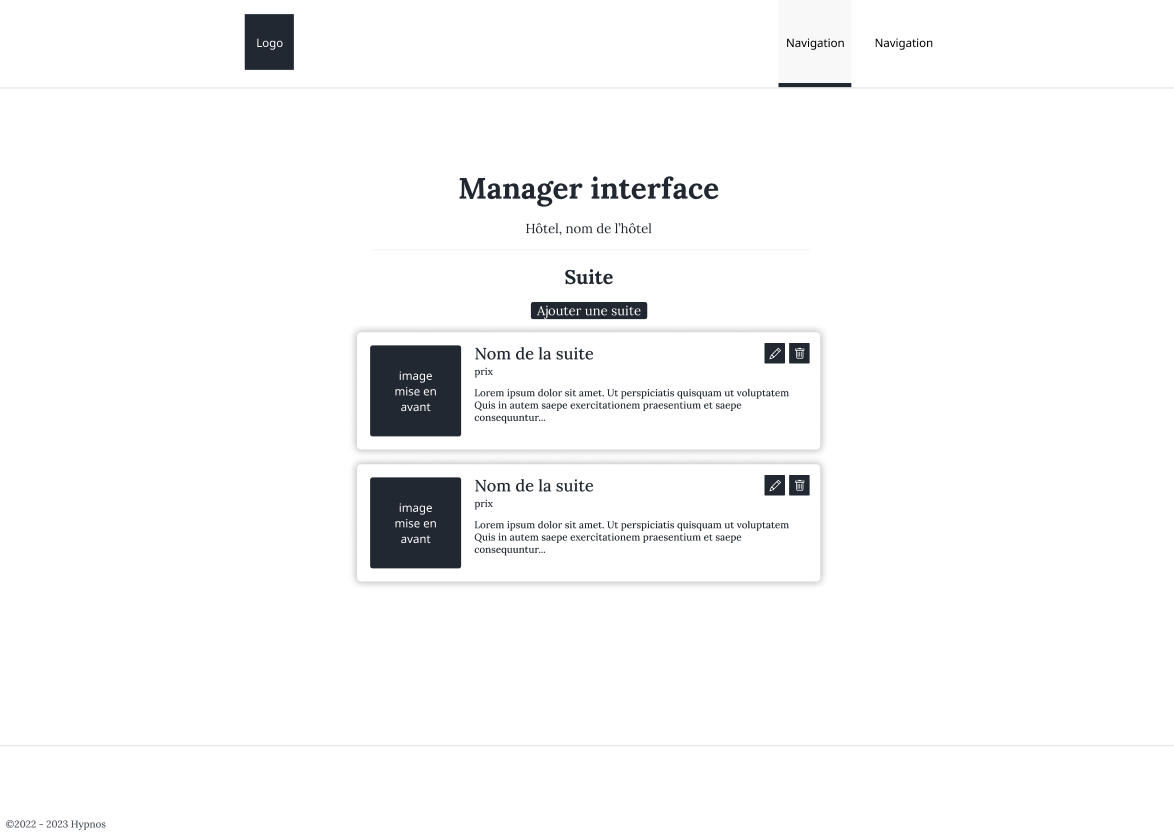 Logo
Navigation
Navigation
Manager interface
Hôtel, nom de l'hôtel
Suite
Ajouter une suite
image
mise en
avant
Nom de la suite
prix
Lorem ipsum dolor sit amet. Ut perspiciatis quisquam ut voluptatem
Quis in autem saepe exercitationem praesentium et saepe
consequuntur...
image
mise en
avant
Nom de la suite
prix
Lorem ipsum dolor sit amet. Ut perspiciatis quisquam ut voluptatem
Quis in autem saepe exercitationem praesentium et saepe
consequuntur...
©2022 - 2023 Hypnos